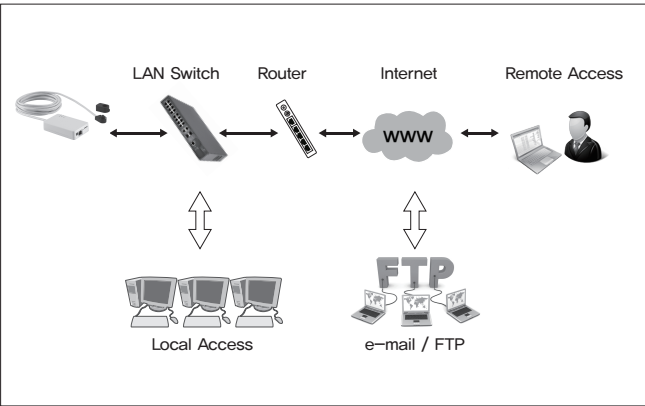 LAN Switch Router Internet Remote Access
WWW
FTP
Local Access e-mail / FTP